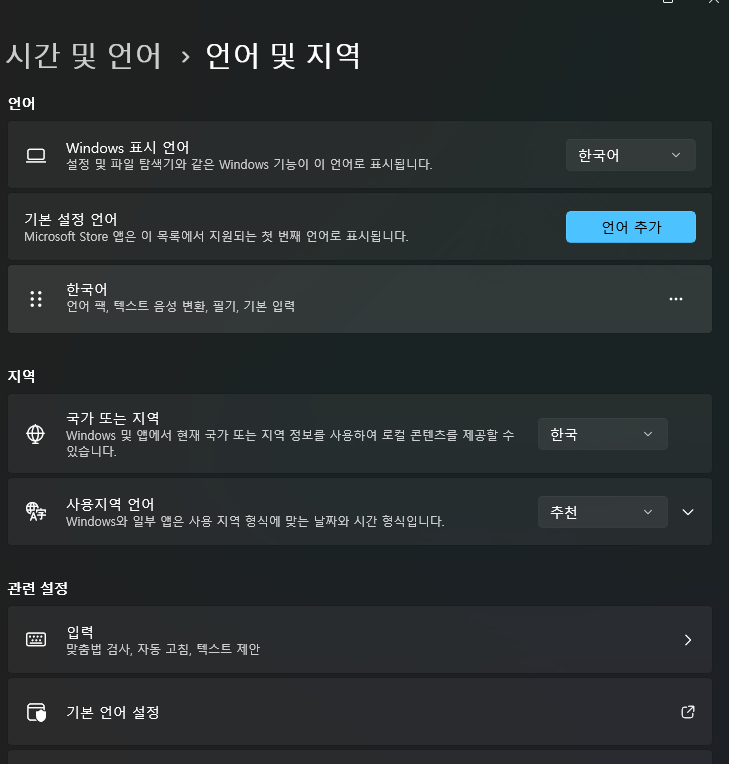 시간 및 언어 › 언어 및 지역
언어
Windows 표시 언어
설정 및 파일 탐색기와 같은 Windows 기능이 이 언어로 표시됩니다.
한국어
기본 설정 언어
Microsoft Store 앱은 이 목록에서 지원되는 첫 번째 언어로 표시됩니다.
언어 추가
한국어
언어 팩, 텍스트 음성 변환, 필기, 기본 입력
지역
국가 또는 지역
Windows 및 앱에서 현재 국가 또는 지역 정보를 사용하여 로컬 콘텐츠를 제공할 수
있습니다.
한국
사용지역 언어
Windows와 일부 앱은 사용 지역 형식에 맞는 날짜와 시간 형식입니다.
추천
관련 설정
입력
맞춤법 검사, 자동 고침, 텍스트 제안
기본 언어 설정